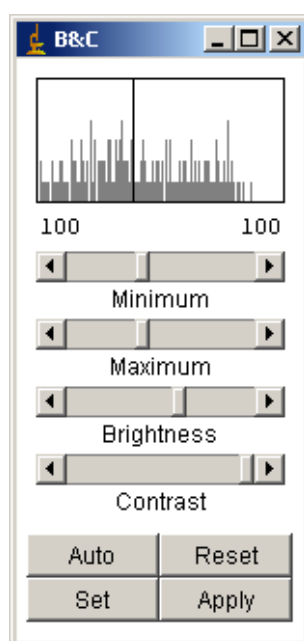 B&C
100 100
Minimum
Maximum
Brightness
Contrast
Auto Reset
Set Apply